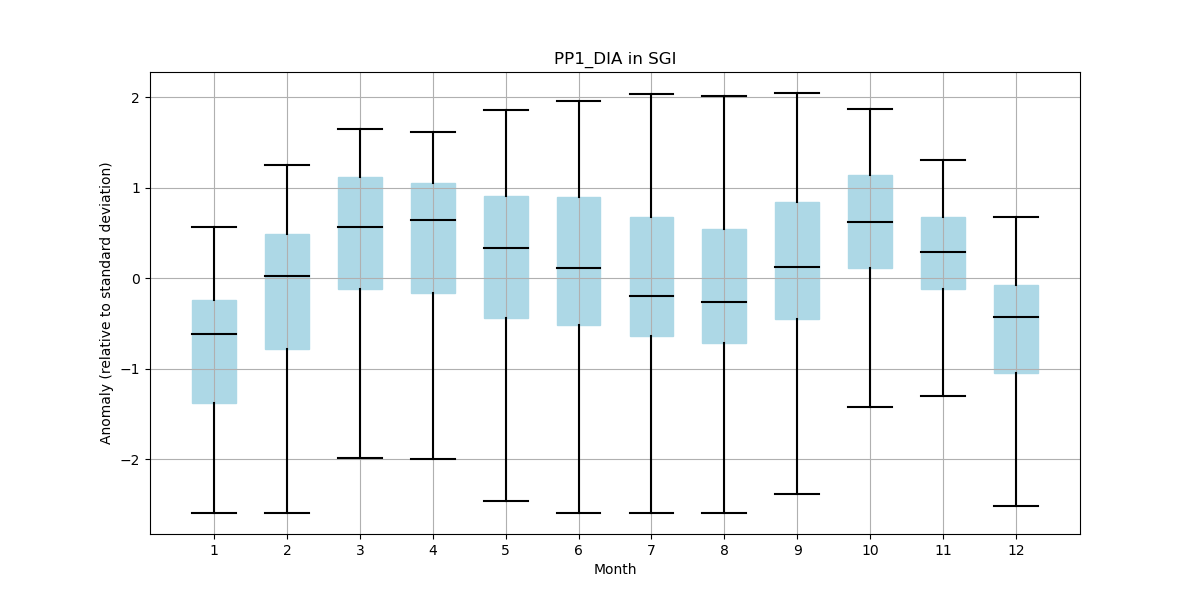 PP1_DIA in SGI
Anomaly (relative to standard deviation)
2
1
0
−1
−2
1 2 3 4 5 6 7 8 9 10 11 12
Month